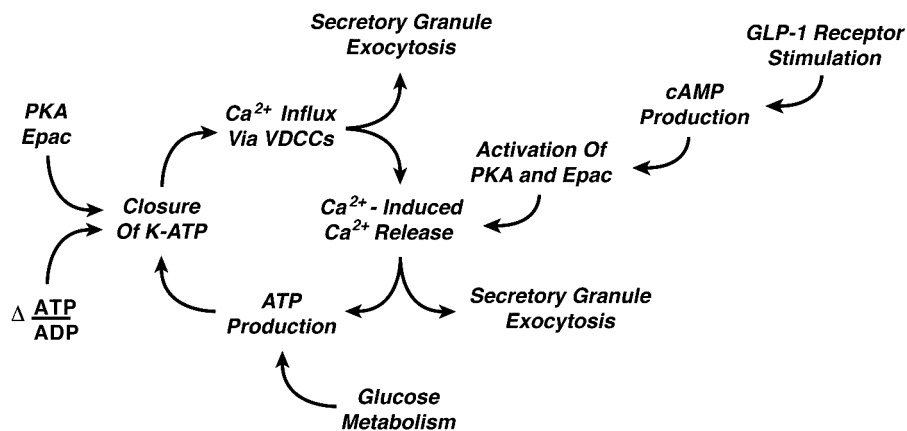 Secretory Granule
Exocytosis
GLP-1 Receptor
Stimulation
cAMP
Production
PKA
Epac
Ca²⁺ Influx
Via VDCCs
Activation Of
PKA and Epac
Closure
Of K-ATP
Ca²⁺- Induced
Ca²⁺ Release
Δ ATP
ADP
ATP
Production
Secretory Granule
Exocytosis
Glucose
Metabolism